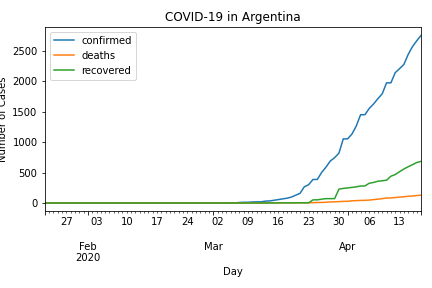 COVID-19 in Argentina
confirmed
deaths
recovered
2500
2000
1500
1000
500
0
Number of Cases
27 03 10 17 24 02 09 16 23 30 06 13
Feb Mar Apr
2020
Day